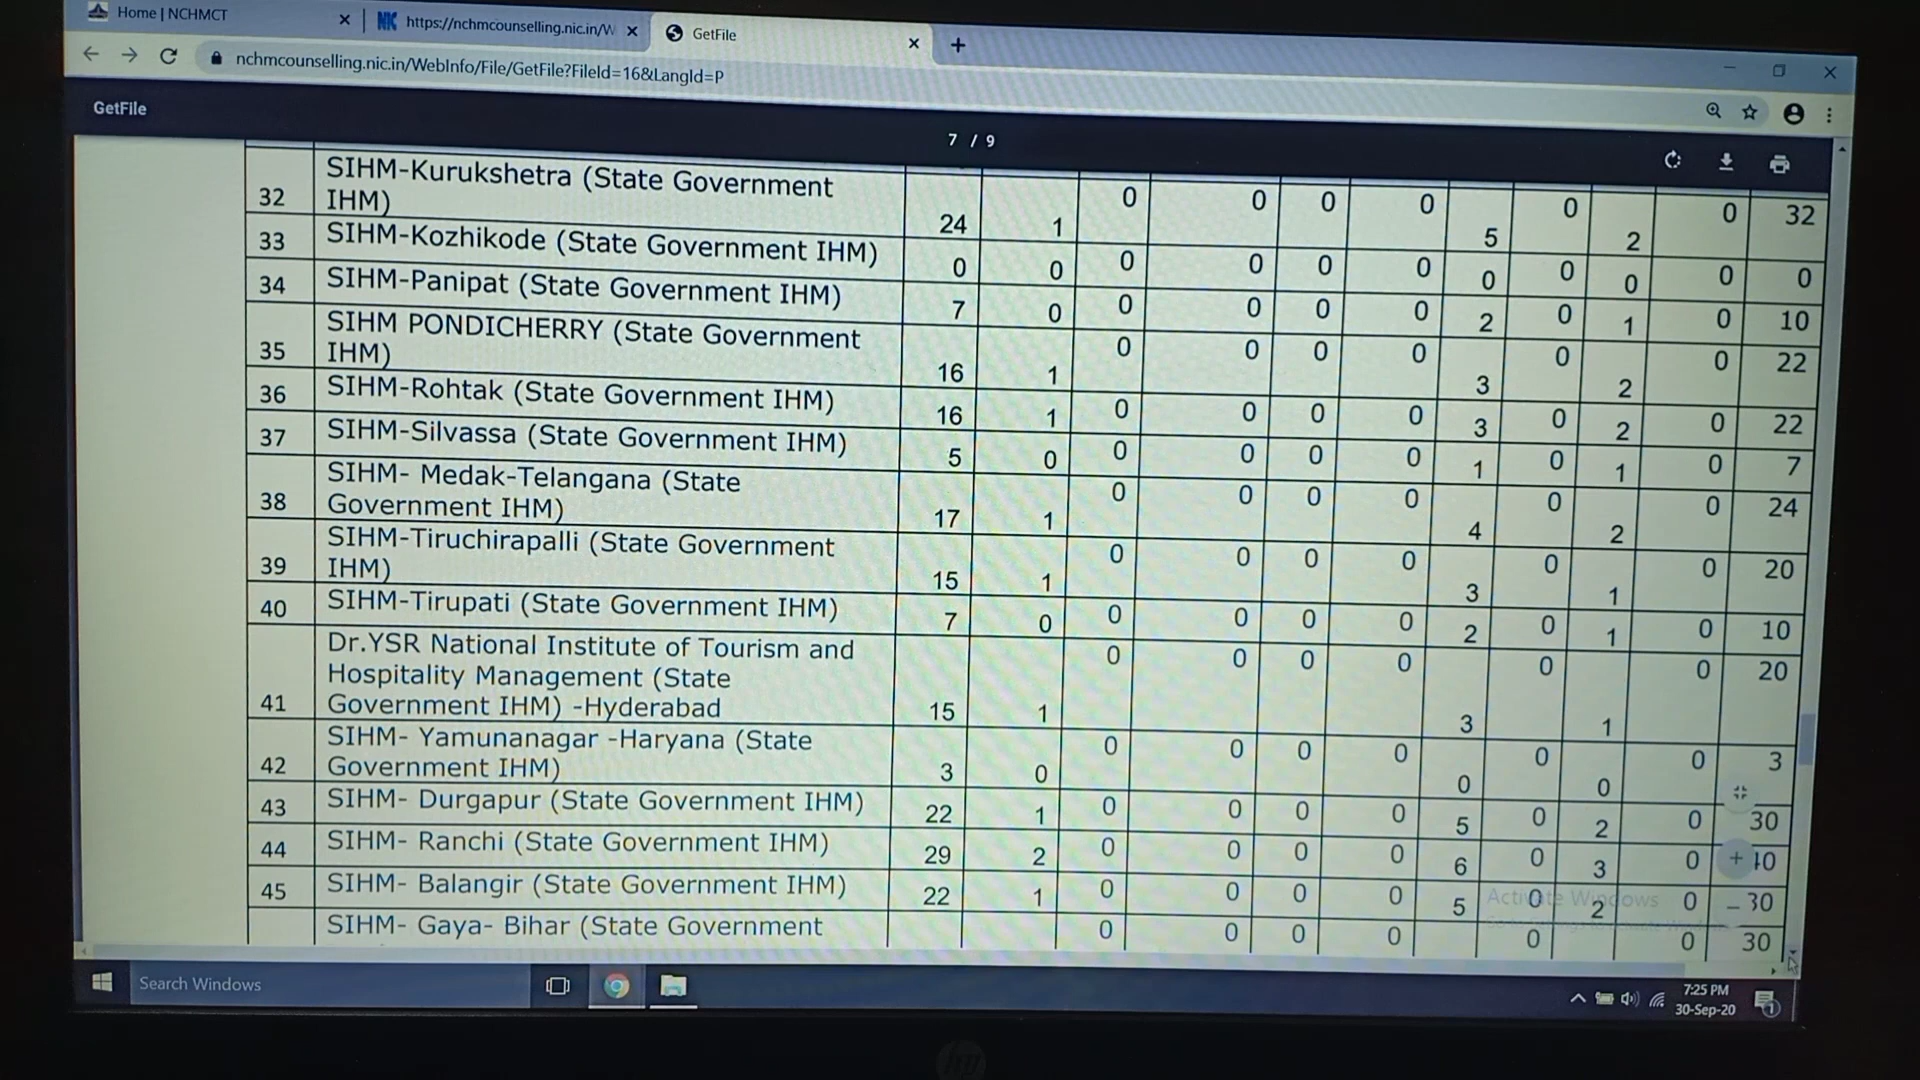 Home | NCHMCT
https://nchmcounselling.nic.in/W
GetFile
nchmcounselling.nic.in/WebInfo/File/GetFile?FileId=16&LangId=P
GetFile
7 / 9
32 SIHM-Kurukshetra (State Government
IHM) 24 1 0 0 0 0 5 0 2 0 32
33 SIHM-Kozhikode (State Government IHM) 0 0 0 0 0 0 0 0 0 0 0
34 SIHM-Panipat (State Government IHM) 7 0 0 0 0 0 2 0 1 0 10
35 SIHM PONDICHERRY (State Government
IHM) 16 1 0 0 0 0 3 0 2 0 22
36 SIHM-Rohtak (State Government IHM) 16 1 0 0 0 0 3 0 2 0 22
37 SIHM-Silvassa (State Government IHM) 5 0 0 0 0 0 1 0 1 0 7
38 SIHM- Medak-Telangana (State
Government IHM) 17 1 0 0 0 0 4 0 2 0 24
39 SIHM-Tiruchirapalli (State Government
IHM) 15 1 0 0 0 0 3 0 1 0 20
40 SIHM-Tirupati (State Government IHM) 7 0 0 0 0 0 2 0 1 0 10
Dr.YSR National Institute of Tourism and
Hospitality Management (State
41 Government IHM) -Hyderabad 15 1 0 0 0 0 3 0 1 0 20
SIHM- Yamunanagar -Haryana (State
42 Government IHM) 3 0 0 0 0 0 0 0 0 0 3
43 SIHM- Durgapur (State Government IHM) 22 1 0 0 0 0 5 0 2 0 30
44 SIHM- Ranchi (State Government IHM) 29 2 0 0 0 0 6 0 3 0 40
45 SIHM- Balangir (State Government IHM) 22 1 0 0 0 0 5 0 2 0 30
SIHM- Gaya- Bihar (State Government 0 0 0 0 0 0 30
Activate Windows
Search Windows
7:25 PM
30-Sep-20
hp